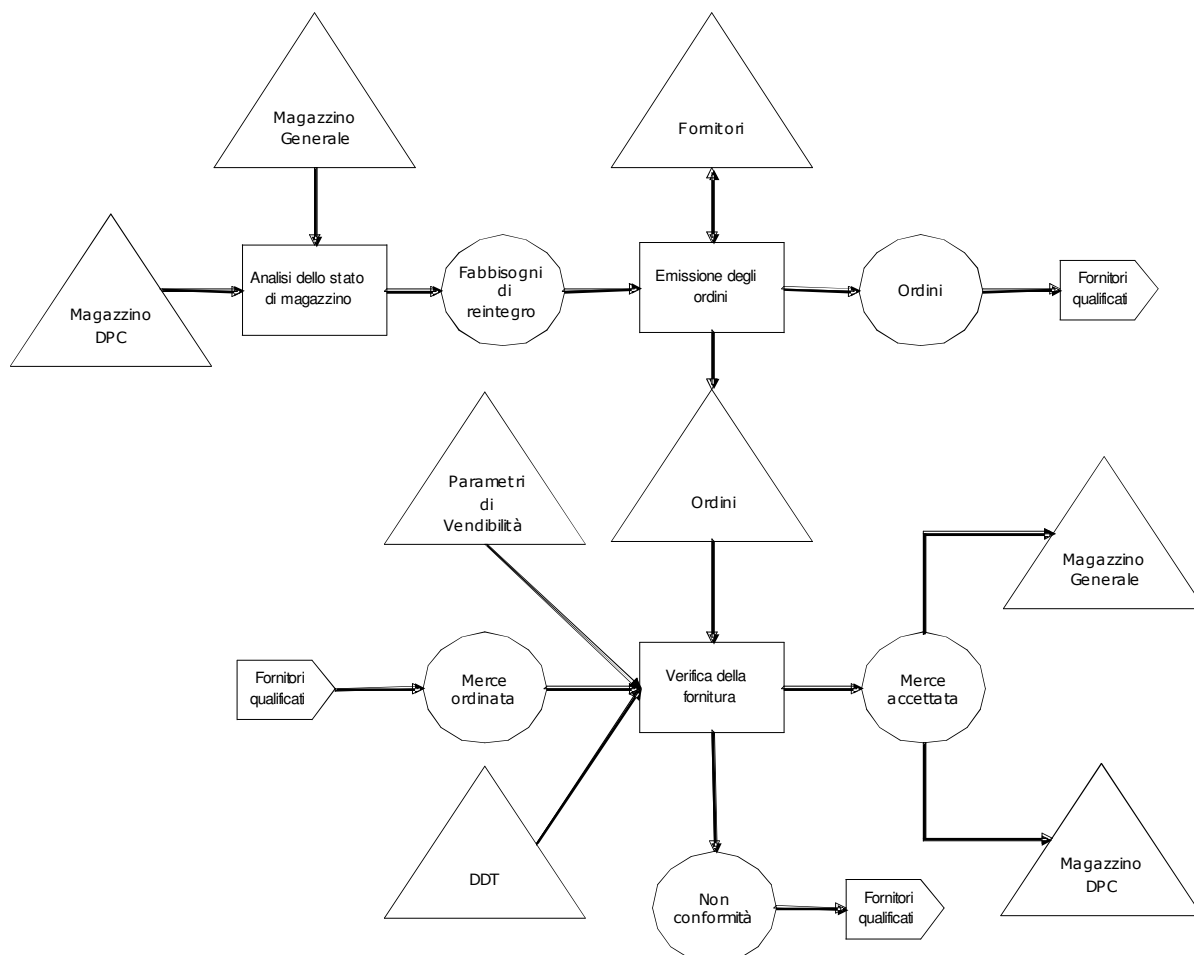 Magazzino
Generale
Fornitori
Magazzino
DPC
Analisi dello stato
di magazzino
Fabbisogni
di
reintegro
Emissione degli
ordini
Ordini
Fornitori
qualificati
Parametri
di
Vendibilità
Ordini
Magazzino
Generale
Fornitori
qualificati
Merce
ordinata
Verifica della
fornitura
Merce
accettata
DDT
Non
conformità
Fornitori
qualificati
Magazzino
DPC